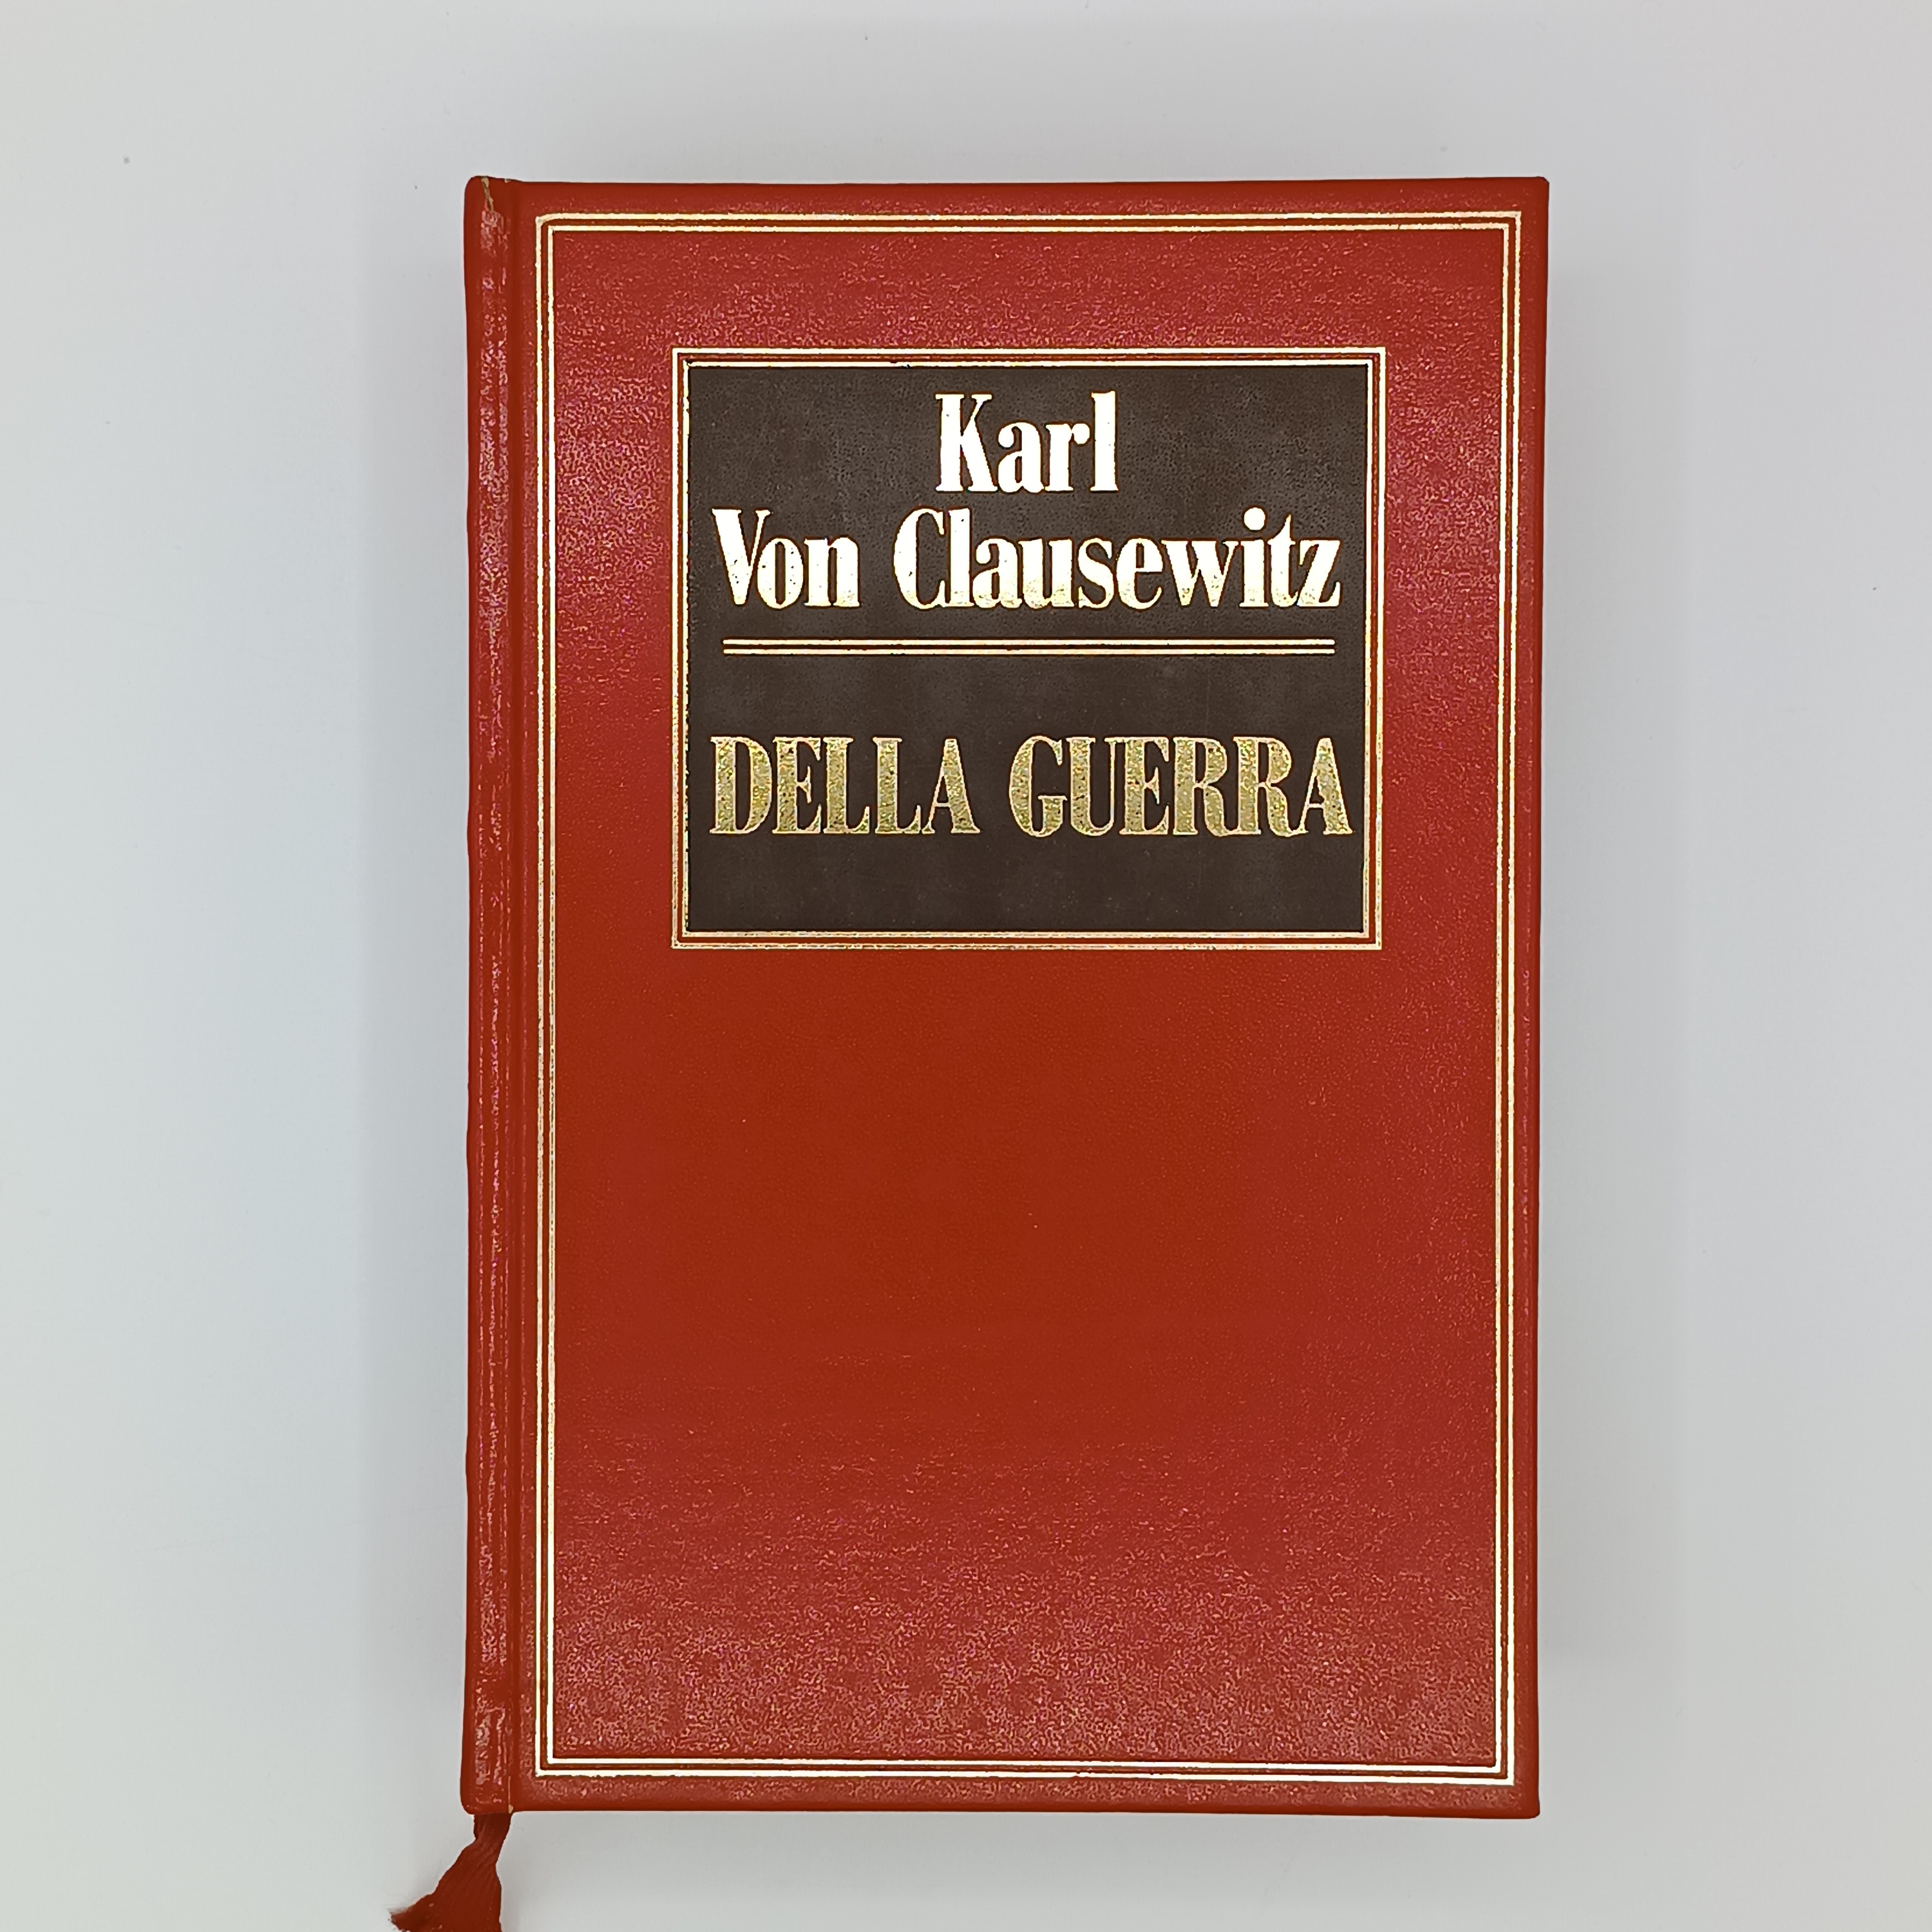 Karl
Von Clausewitz
DELLA GUERRA